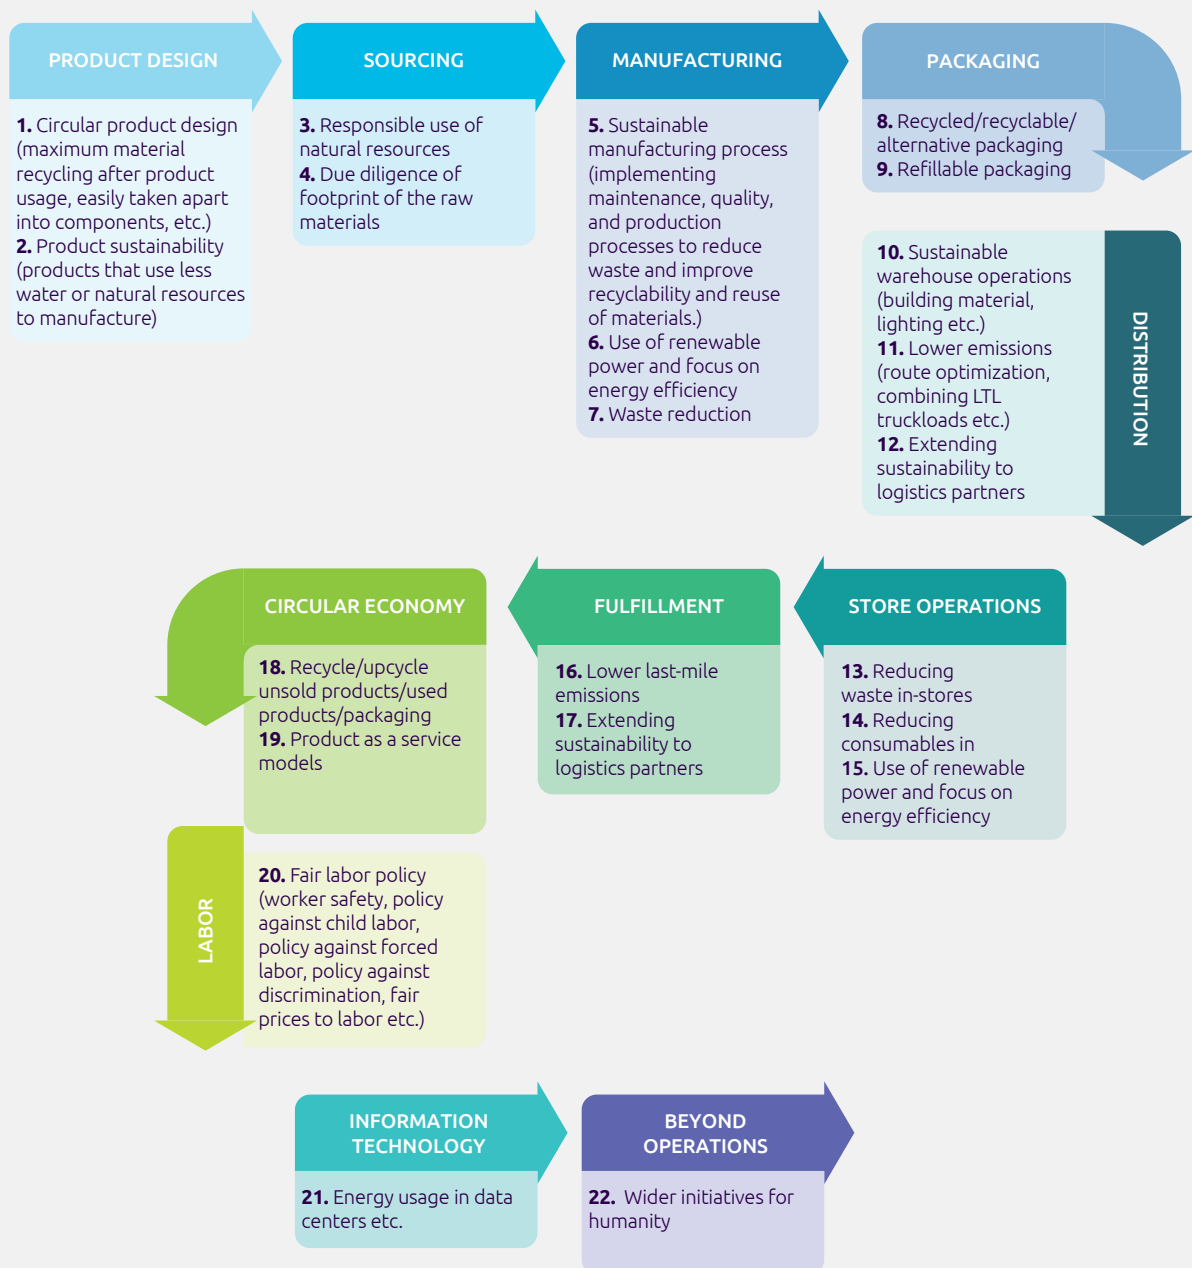 PRODUCT DESIGN
1. Circular product design
(maximum material
recycling after product
usage, easily taken apart
into components, etc.)
2. Product sustainability
(products that use less
water or natural resources
to manufacture)
SOURCING
3. Responsible use of
natural resources
4. Due diligence of
footprint of the raw
materials
MANUFACTURING
5. Sustainable
manufacturing process
(implementing
maintenance, quality,
and production
processes to reduce
waste and improve
recyclability and reuse
of materials.)
6. Use of renewable
power and focus on
energy efficiency
7. Waste reduction
PACKAGING
8. Recycled/recyclable/
alternative packaging
9. Refillable packaging
DISTRIBUTION
10. Sustainable
warehouse operations
(building material,
lighting etc.)
11. Lower emissions
(route optimization,
combining LTL
truckloads etc.)
12. Extending
sustainability to
logistics partners
STORE OPERATIONS
13. Reducing
waste in-stores
14. Reducing
consumables in
15. Use of renewable
power and focus on
energy efficiency
FULFILLMENT
16. Lower last-mile
emissions
17. Extending
sustainability to
logistics partners
CIRCULAR ECONOMY
18. Recycle/upcycle
unsold products/used
products/packaging
19. Product as a service
models
LABOR
20. Fair labor policy
(worker safety, policy
against child labor,
policy against forced
labor, policy against
discrimination, fair
prices to labor etc.)
INFORMATION
TECHNOLOGY
21. Energy usage in data
centers etc.
BEYOND
OPERATIONS
22. Wider initiatives for
humanity